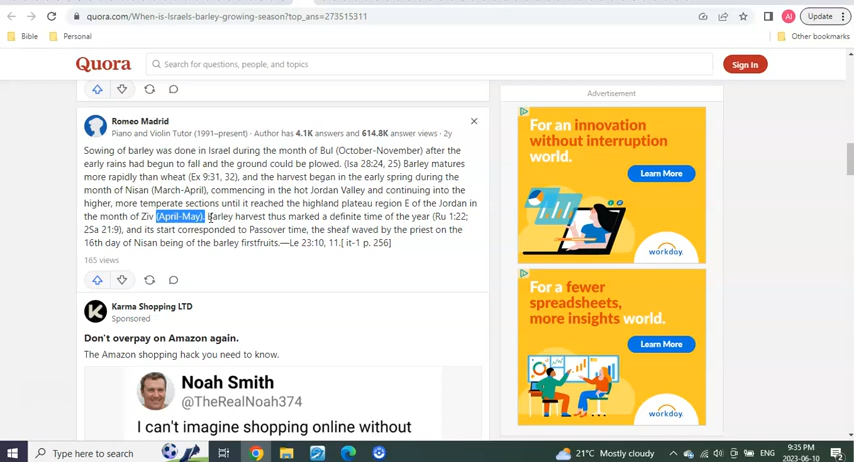 quora.com/When-is-Israels-barley-growing-season?top_ans=273515311
AI
Update
Bible
Personal
Other bookmarks
Quora
Search for questions, people, and topics
Sign In
Romeo Madrid
Piano and Violin Tutor (1991–present) · Author has 4.1K answers and 614.8K answer views · 2y
Sowing of barley was done in Israel during the month of Bul (October-November) after the
early rains had begun to fall and the ground could be plowed. (Isa 28:24, 25) Barley matures
more rapidly than wheat (Ex 9:31, 32), and the harvest began in the early spring during the
month of Nisan (March-April), commencing in the hot Jordan Valley and continuing into the
higher, more temperate sections until it reached the highland plateau region E of the Jordan in
the month of Ziv (April-May). Barley harvest thus marked a definite time of the year (Ru 1:22;
2Sa 21:9), and its start corresponded to Passover time, the sheaf waved by the priest on the
16th day of Nisan being of the barley firstfruits.—Le 23:10, 11.[ it-1 p. 256]
165 views
Karma Shopping LTD
Sponsored
Don't overpay on Amazon again.
The Amazon shopping hack you need to know.
Noah Smith
@TheRealNoah374
I can't imagine shopping online without
Advertisement
For an innovation
without interruption
world.
Learn More
workday.
For a fewer
spreadsheets,
more insights
world.
Learn More
workday.
Type here to search
21°C Mostly cloudy
ENG
9:35 PM
2023-06-10
2